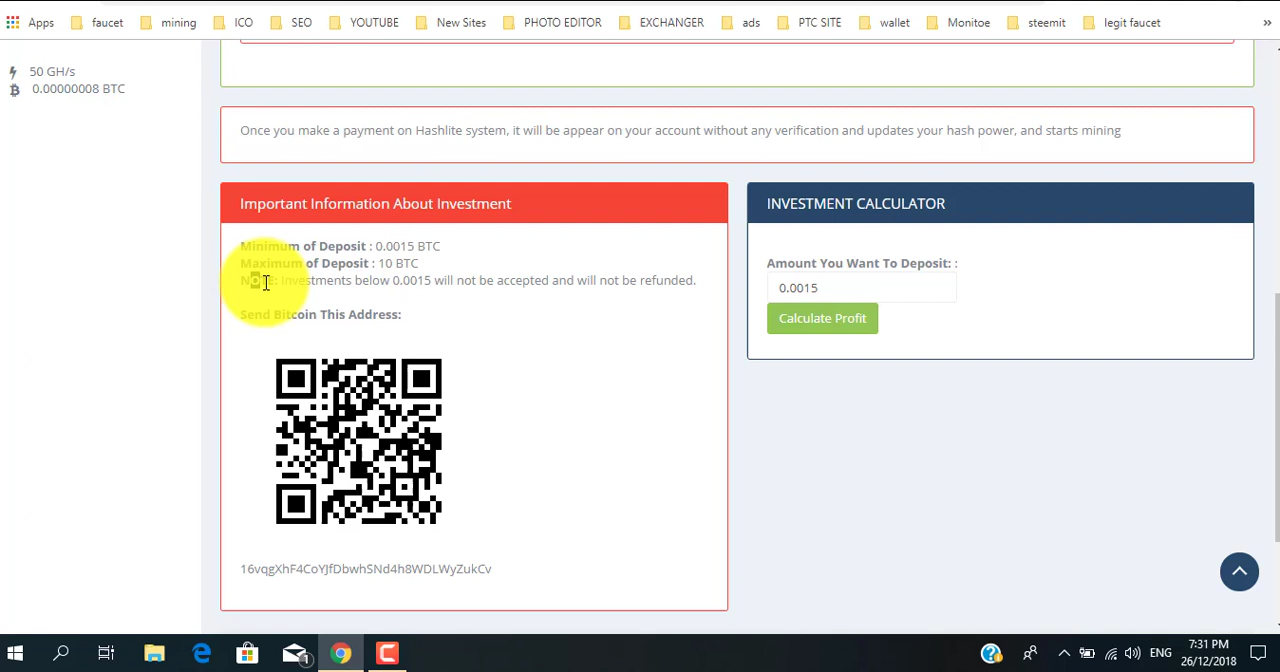 Apps faucet mining ICO SEO YOUTUBE New Sites PHOTO EDITOR EXCHANGER ads PTC SITE wallet Monitoe steemit legit faucet »
50 GH/s
0.00000008 BTC
Once you make a payment on Hashlite system, it will be appear on your account without any verification and updates your hash power, and starts mining
Important Information About Investment
Minimum of Deposit : 0.0015 BTC
Maximum of Deposit : 10 BTC
NOTE: Investments below 0.0015 will not be accepted and will not be refunded.
Send Bitcoin This Address:
16vqgXhF4CoYJfDbwhSNd4h8WDLWyZukCv
INVESTMENT CALCULATOR
Amount You Want To Deposit: :
0.0015
Calculate Profit
1
ENG
7:31 PM
26/12/2018